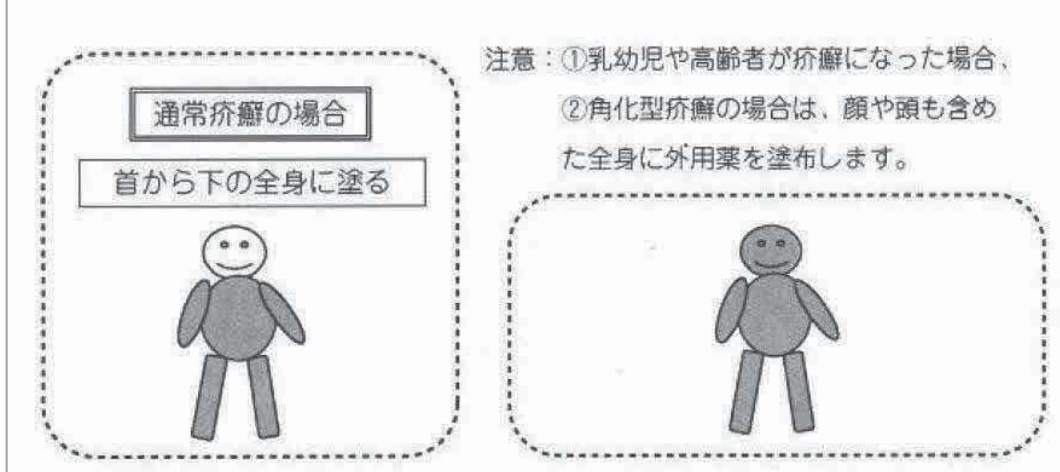 通常疥癬の場合
首から下の全身に塗る
注意：①乳幼児や高齢者が疥癬になった場合、
②角化型疥癬の場合は、顔や頭も含め
た全身に外用薬を塗布します。